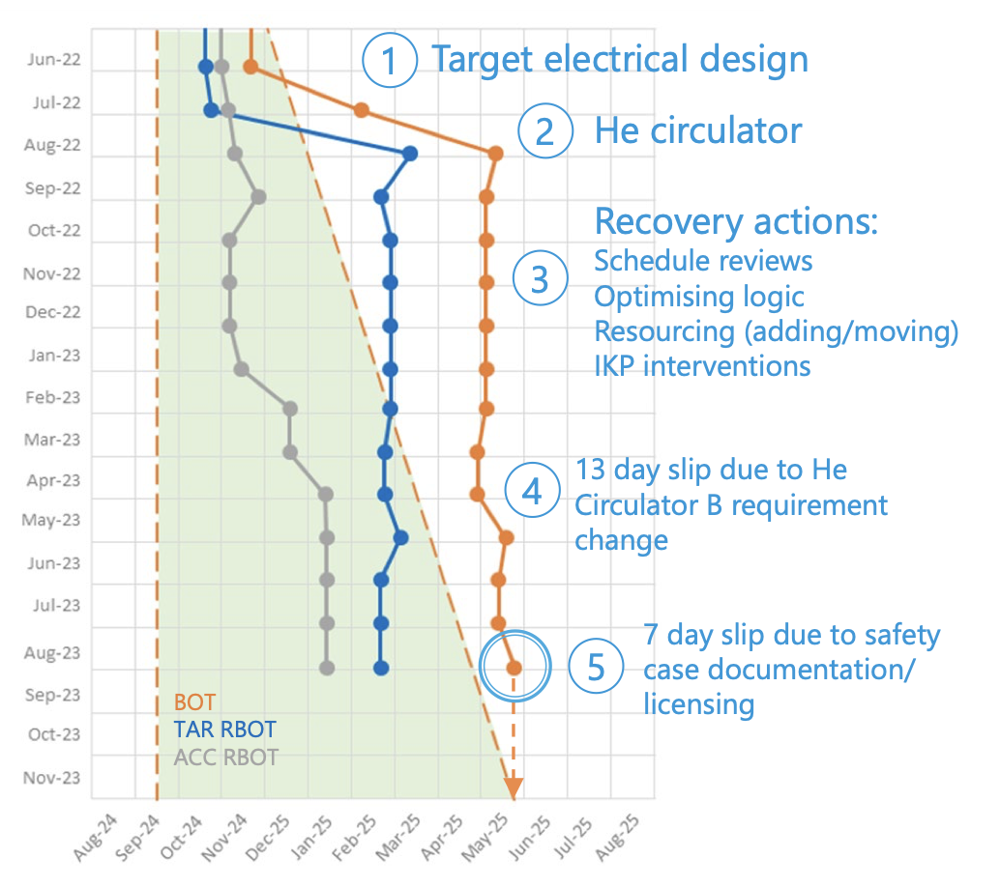 Jun-22
Jul-22
Aug-22
Sep-22
Oct-22
Nov-22
Dec-22
Jan-23
Feb-23
Mar-23
Apr-23
May-23
Jun-23
Jul-23
Aug-23
Sep-23
Oct-23
Nov-23
1 Target electrical design
2 He circulator
Recovery actions:
3 Schedule reviews
Optimising logic
Resourcing (adding/moving)
IKP interventions
4 13 day slip due to He
Circulator B requirement
change
5 7 day slip due to safety
case documentation/
licensing
BOT
TAR RBOT
ACC RBOT
Aug-24
Sep-24
Oct-24
Nov-24
Dec-25
Jan-25
Feb-25
Mar-25
Apr-25
May-25
Jun-25
Jul-25
Aug-25